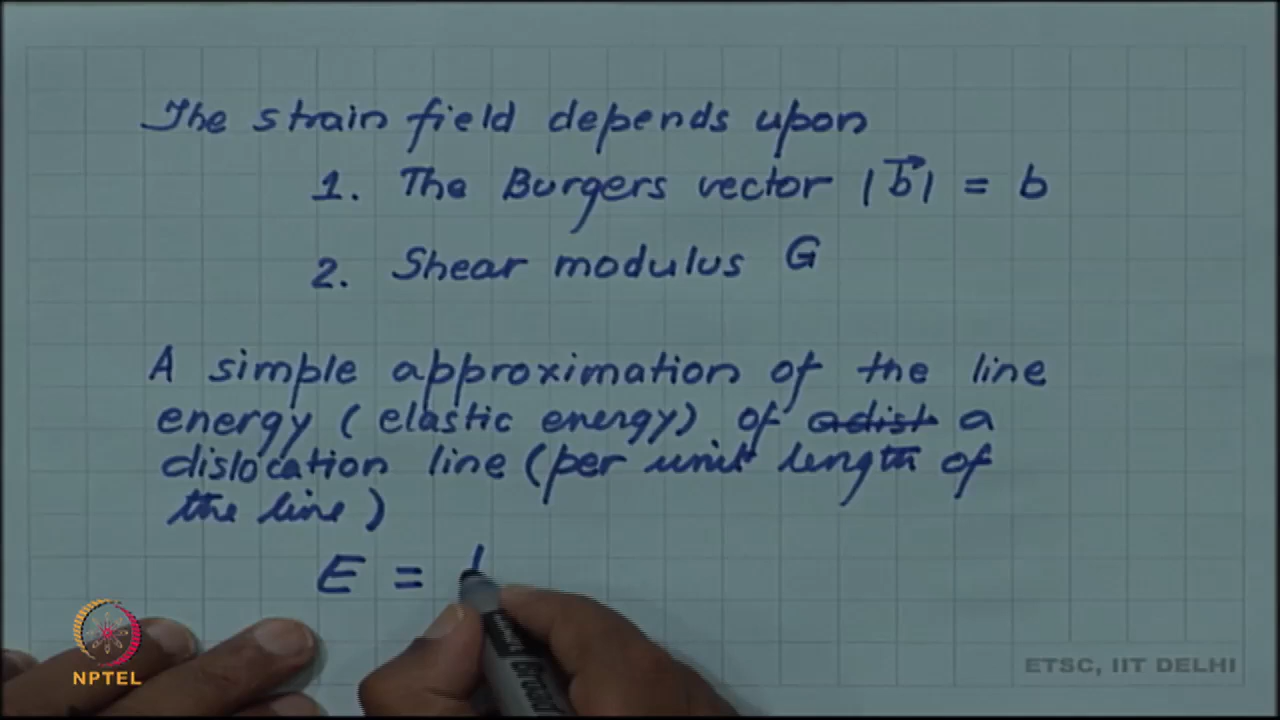 The strain field depends upon
1. The Burgers vector |b⃗| = b
2. Shear modulus G
A simple approximation of the line
energy (elastic energy) of a dist a
dislocation line (per unit length of
the line)
E =
NPTEL
ETSC, IIT DELHI